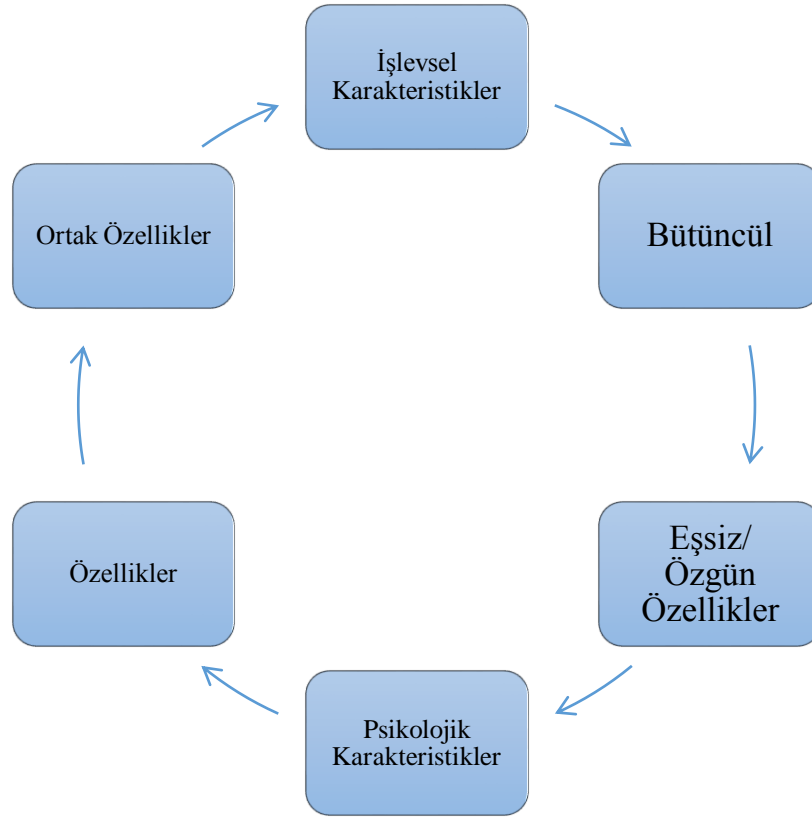 İşlevsel
Karakteristikler
Bütüncül
Eşsiz/
Özgün
Özellikler
Psikolojik
Karakteristikler
Özellikler
Ortak Özellikler